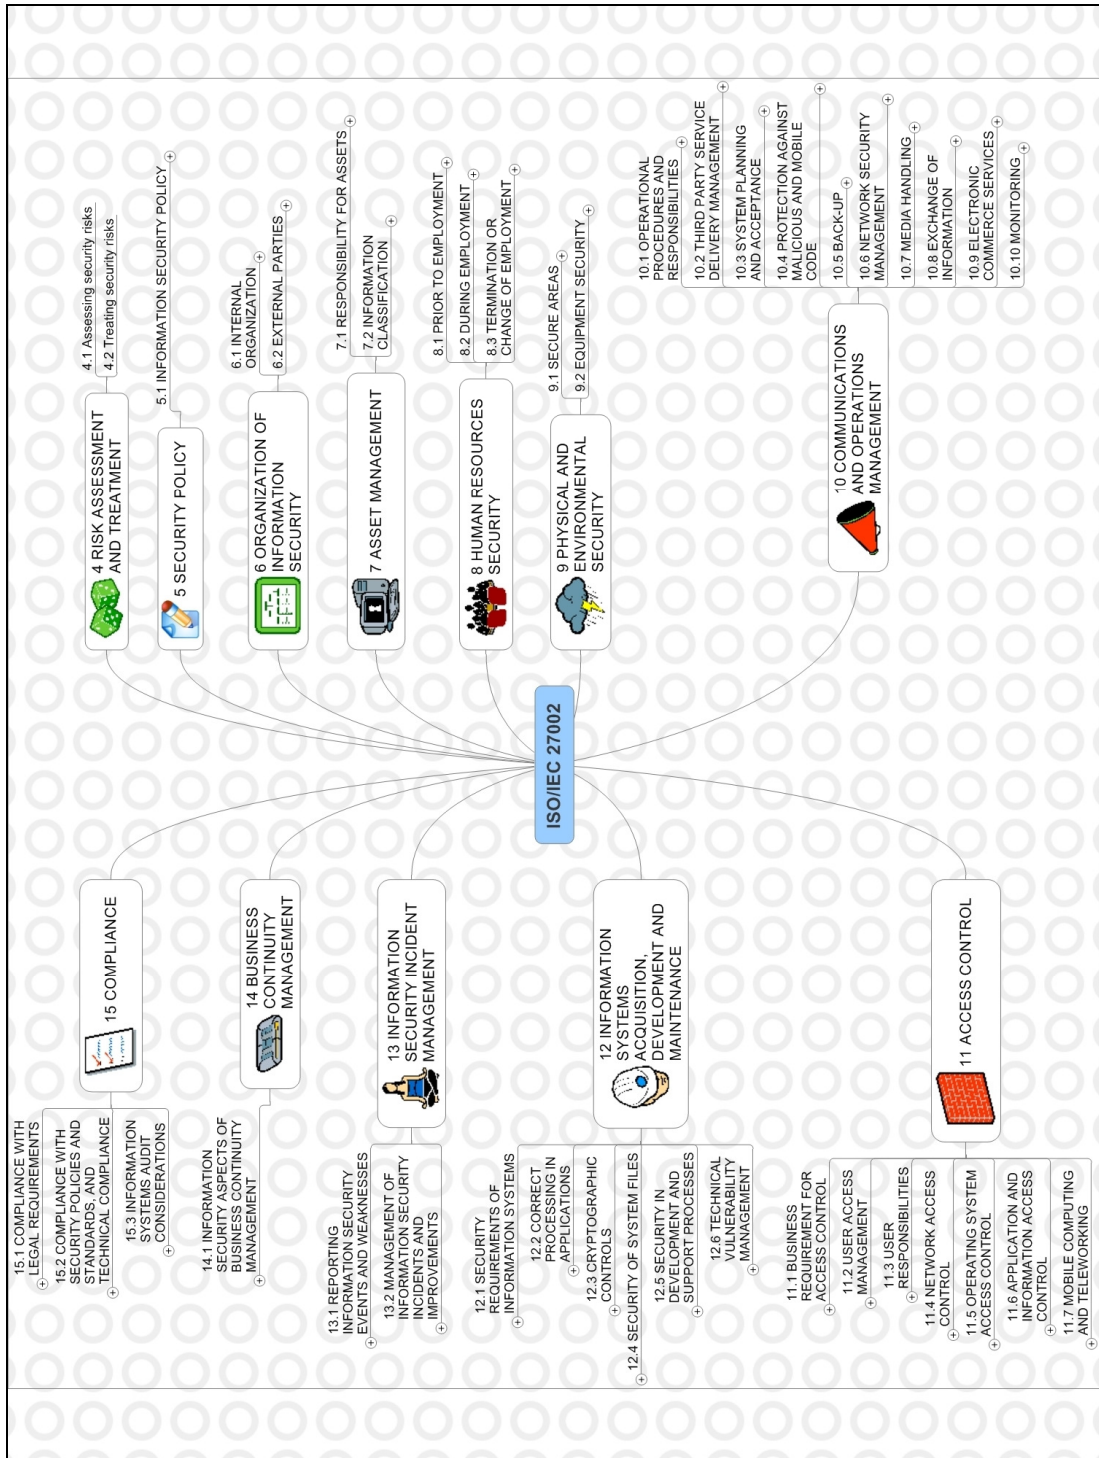 ISO/IEC 27002
4 RISK ASSESSMENT
AND TREATMENT
4.1 Assessing security risks
4.2 Treating security risks
5 SECURITY POLICY
5.1 INFORMATION SECURITY POLICY
6 ORGANIZATION OF
INFORMATION
SECURITY
6.1 INTERNAL
ORGANIZATION
6.2 EXTERNAL PARTIES
7 ASSET MANAGEMENT
7.1 RESPONSIBILITY FOR ASSETS
7.2 INFORMATION
CLASSIFICATION
8 HUMAN RESOURCES
SECURITY
8.1 PRIOR TO EMPLOYMENT
8.2 DURING EMPLOYMENT
8.3 TERMINATION OR
CHANGE OF EMPLOYMENT
9 PHYSICAL AND
ENVIRONMENTAL
SECURITY
9.1 SECURE AREAS
9.2 EQUIPMENT SECURITY
10 COMMUNICATIONS
AND OPERATIONS
MANAGEMENT
10.1 OPERATIONAL
PROCEDURES AND
RESPONSIBILITIES
10.2 THIRD PARTY SERVICE
DELIVERY MANAGEMENT
10.3 SYSTEM PLANNING
AND ACCEPTANCE
10.4 PROTECTION AGAINST
MALICIOUS AND MOBILE
CODE
10.5 BACK-UP
10.6 NETWORK SECURITY
MANAGEMENT
10.7 MEDIA HANDLING
10.8 EXCHANGE OF
INFORMATION
10.9 ELECTRONIC
COMMERCE SERVICES
10.10 MONITORING
15 COMPLIANCE
15.1 COMPLIANCE WITH
LEGAL REQUIREMENTS
15.2 COMPLIANCE WITH
SECURITY POLICIES AND
STANDARDS, AND
TECHNICAL COMPLIANCE
15.3 INFORMATION
SYSTEMS AUDIT
CONSIDERATIONS
14 BUSINESS
CONTINUITY
MANAGEMENT
14.1 INFORMATION
SECURITY ASPECTS OF
BUSINESS CONTINUITY
MANAGEMENT
13 INFORMATION
SECURITY INCIDENT
MANAGEMENT
13.1 REPORTING
INFORMATION SECURITY
EVENTS AND WEAKNESSES
13.2 MANAGEMENT OF
INFORMATION SECURITY
INCIDENTS AND
IMPROVEMENTS
12 INFORMATION
SYSTEMS
ACQUISITION,
DEVELOPMENT AND
MAINTENANCE
12.1 SECURITY
REQUIREMENTS OF
INFORMATION SYSTEMS
12.2 CORRECT
PROCESSING IN
APPLICATIONS
12.3 CRYPTOGRAPHIC
CONTROLS
12.4 SECURITY OF SYSTEM FILES
12.5 SECURITY IN
DEVELOPMENT AND
SUPPORT PROCESSES
12.6 TECHNICAL
VULNERABILITY
MANAGEMENT
11 ACCESS CONTROL
11.1 BUSINESS
REQUIREMENT FOR
ACCESS CONTROL
11.2 USER ACCESS
MANAGEMENT
11.3 USER
RESPONSIBILITIES
11.4 NETWORK ACCESS
CONTROL
11.5 OPERATING SYSTEM
ACCESS CONTROL
11.6 APPLICATION AND
INFORMATION ACCESS
CONTROL
11.7 MOBILE COMPUTING
AND TELEWORKING